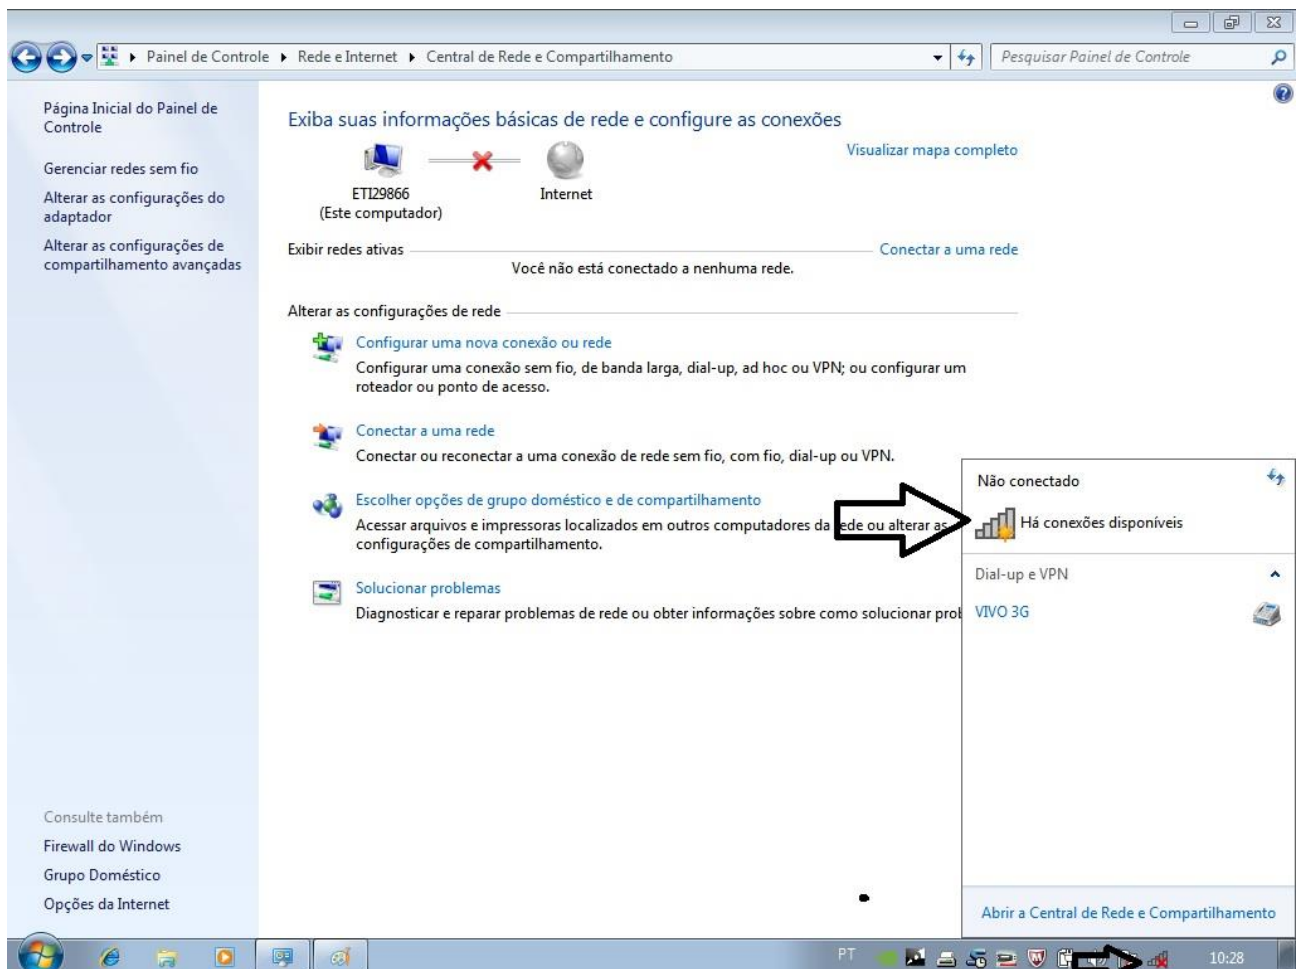 Painel de Controle
Rede e Internet
Central de Rede e Compartilhamento
Pesquisar Painel de Controle
Página Inicial do Painel de
Controle
Gerenciar redes sem fio
Alterar as configurações do
adaptador
Alterar as configurações de
compartilhamento avançadas
Exiba suas informações básicas de rede e configure as conexões
Visualizar mapa completo
ETI29866
(Este computador)
Internet
Exibir redes ativas
Conectar a uma rede
Você não está conectado a nenhuma rede.
Alterar as configurações de rede
Configurar uma nova conexão ou rede
Configurar uma conexão sem fio, de banda larga, dial-up, ad hoc ou VPN; ou configurar um
roteador ou ponto de acesso.
Conectar a uma rede
Conectar ou reconectar a uma conexão de rede sem fio, com fio, dial-up ou VPN.
Escolher opções de grupo doméstico e de compartilhamento
Acessar arquivos e impressoras localizados em outros computadores da rede ou alterar as
configurações de compartilhamento.
Solucionar problemas
Diagnosticar e reparar problemas de rede ou obter informações sobre como solucionar
Não conectado
Há conexões disponíveis
Dial-up e VPN
VIVO 3G
Abrir a Central de Rede e Compartilhamento
Consulte também
Firewall do Windows
Grupo Doméstico
Opções da Internet
PT
10:28